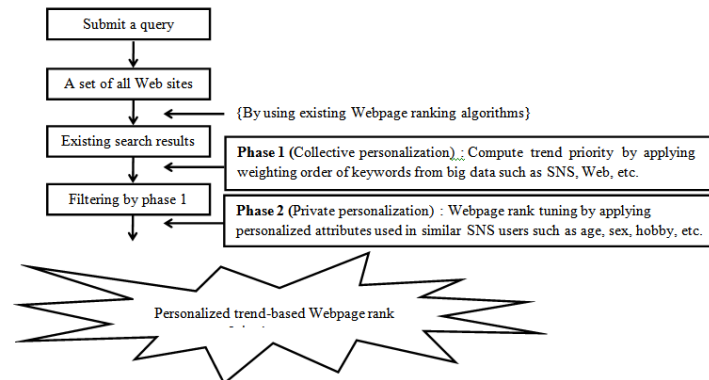 Submit a query
A set of all Web sites
{By using existing Webpage ranking algorithms}
Existing search results
Phase 1 (Collective personalization) : Compute trend priority by applying
weighting order of keywords from big data such as SNS, Web, etc.
Filtering by phase 1
Phase 2 (Private personalization) : Webpage rank tuning by applying
personalized attributes used in similar SNS users such as age, sex, hobby, etc.
Personalized trend-based Webpage rank